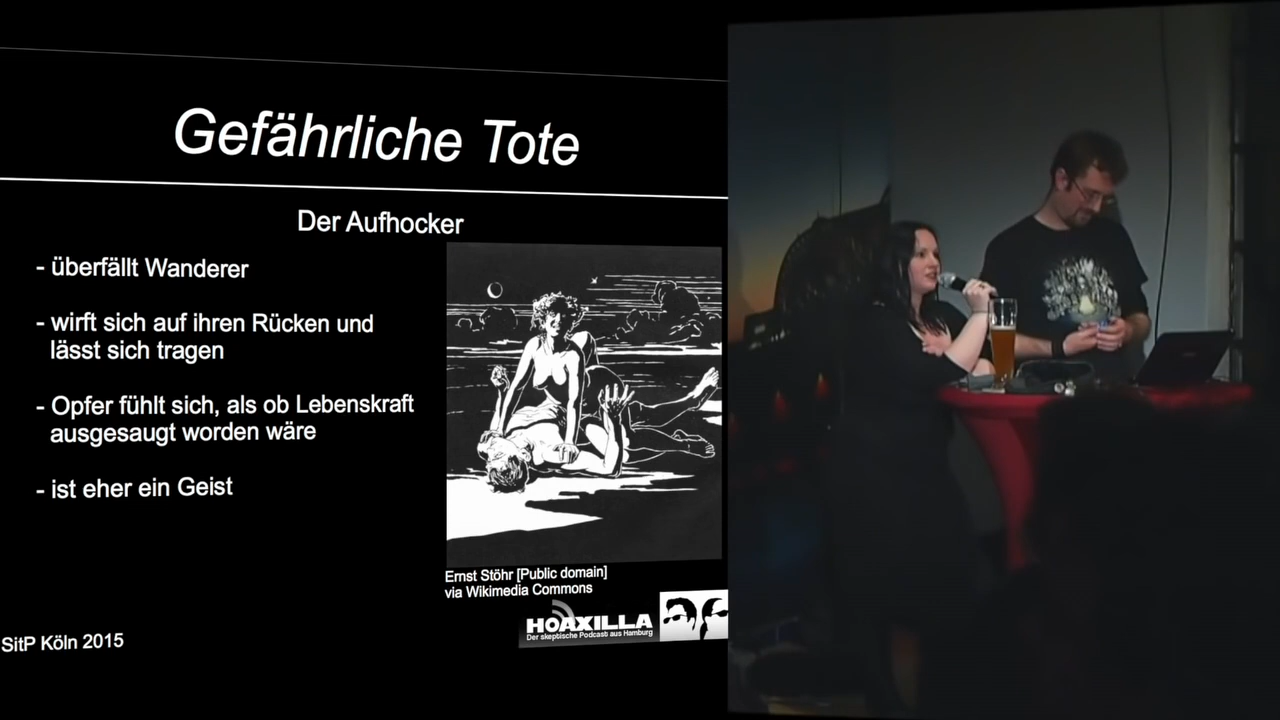 Gefährliche Tote
Der Aufhocker
- überfällt Wanderer
- wirft sich auf ihren Rücken und
lässt sich tragen
- Opfer fühlt sich, als ob Lebenskraft
ausgesaugt worden wäre
- ist eher ein Geist
Ernst Stöhr [Public domain]
via Wikimedia Commons
HOAXILLA
Der skeptische Podcast aus Hamburg
SitP Köln 2015